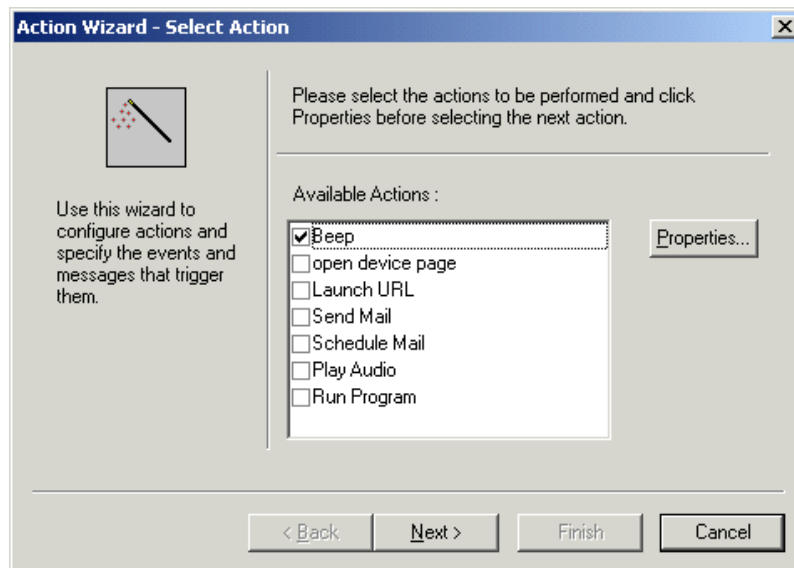 Action Wizard - Select Action
Please select the actions to be performed and click
Properties before selecting the next action.
Use this wizard to
configure actions and
specify the events and
messages that trigger
them.
Available Actions :
Beep
open device page
Launch URL
Send Mail
Schedule Mail
Play Audio
Run Program
Properties...
< Back
Next >
Finish
Cancel